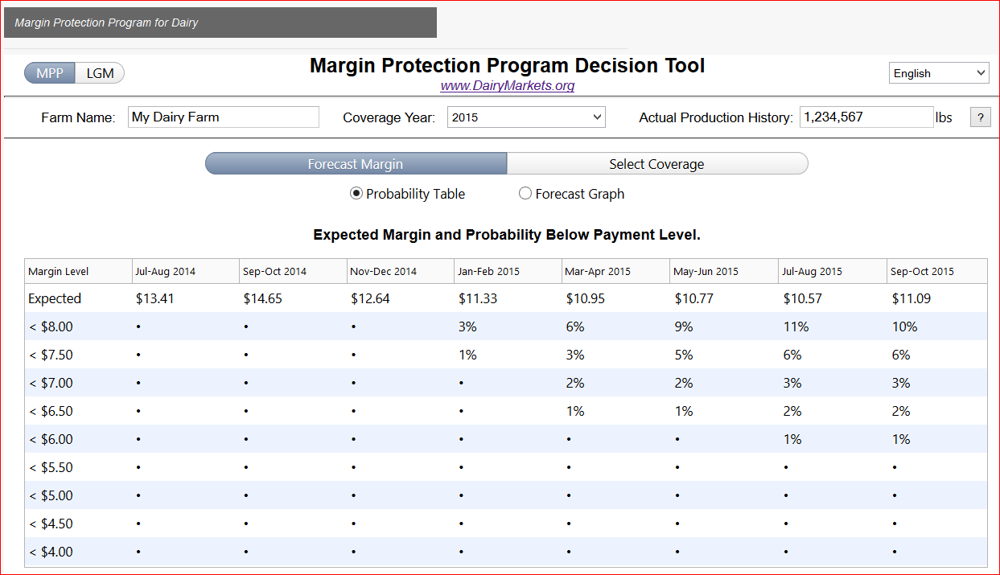 Margin Protection Program for Dairy
MPP LGM
Margin Protection Program Decision Tool
English
www.DairyMarkets.org
Farm Name: My Dairy Farm Coverage Year: 2015 Actual Production History: 1,234,567 lbs ?
Forecast Margin Select Coverage
Probability Table Forecast Graph
Expected Margin and Probability Below Payment Level.
Margin Level Jul-Aug 2014 Sep-Oct 2014 Nov-Dec 2014 Jan-Feb 2015 Mar-Apr 2015 May-Jun 2015 Jul-Aug 2015 Sep-Oct 2015
Expected $13.41 $14.65 $12.64 $11.33 $10.95 $10.77 $10.57 $11.09
< $8.00 • • • 3% 6% 9% 11% 10%
< $7.50 • • • 1% 3% 5% 6% 6%
< $7.00 • • • • 2% 2% 3% 3%
< $6.50 • • • • 1% 1% 2% 2%
< $6.00 • • • • • • 1% 1%
< $5.50 • • • • • • • •
< $5.00 • • • • • • • •
< $4.50 • • • • • • • •
< $4.00 • • • • • • • •